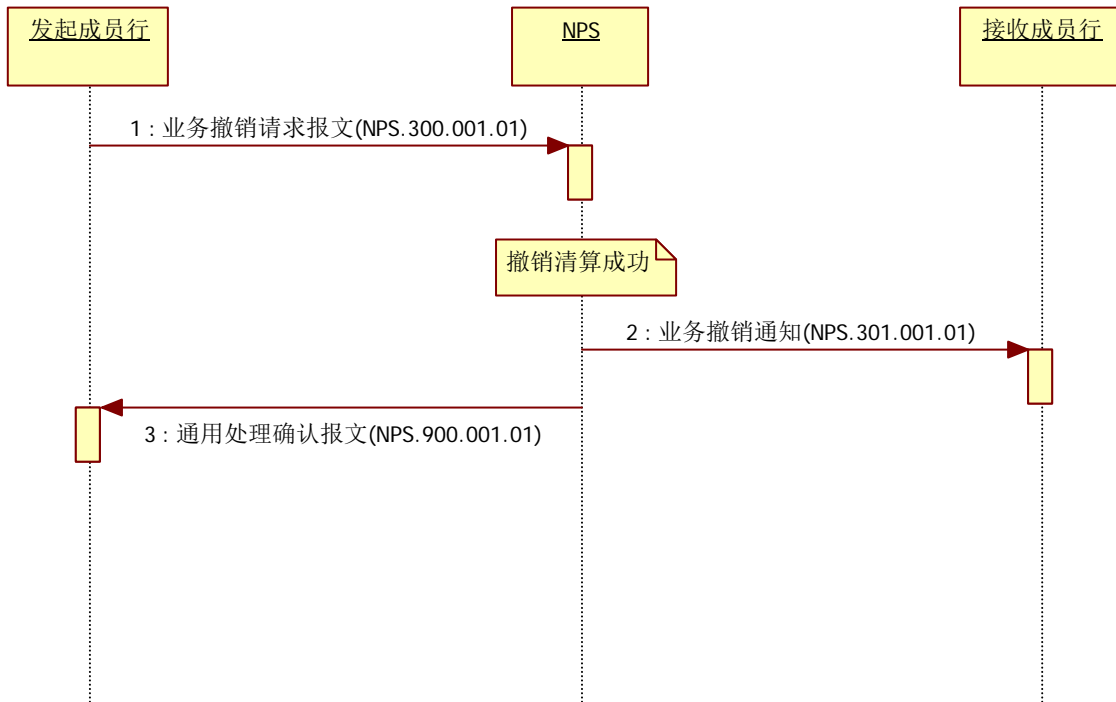 发起成员行
NPS
接收成员行
1 : 业务撤销请求报文(NPS.300.001.01)
撤销清算成功
2 : 业务撤销通知(NPS.301.001.01)
3 : 通用处理确认报文(NPS.900.001.01)